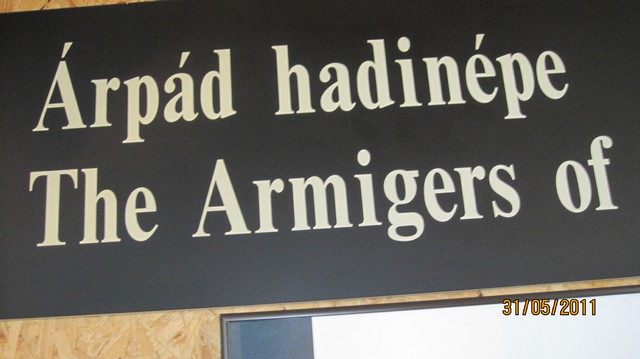 Árpád hadinépe
The Armigers of
31/05/2011